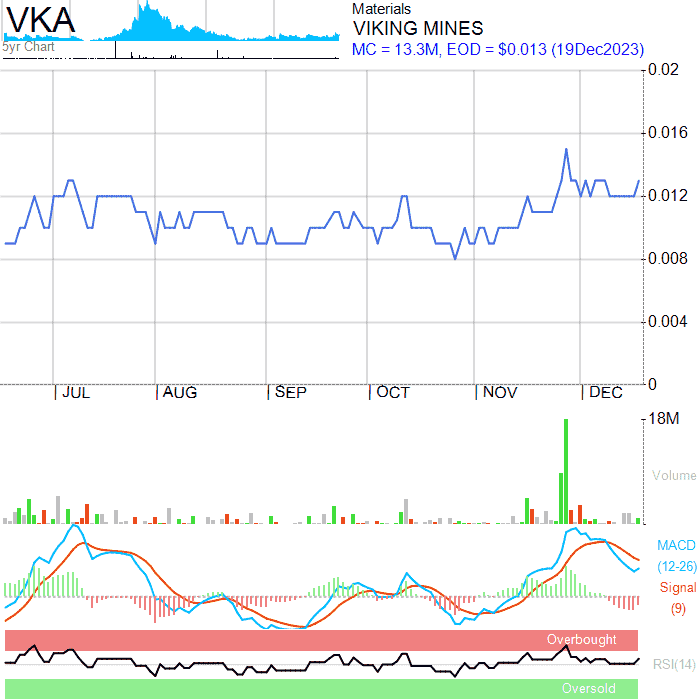 VKA
5yr Chart
Materials
VIKING MINES
MC = 13.3M, EOD = $0.013 (19Dec2023)
0.02
0.016
0.012
0.008
0.004
0
JUL
AUG
SEP
OCT
NOV
DEC
18M
Volume
MACD
(12-26)
Signal
(9)
Overbought
RSI(14)
Oversold